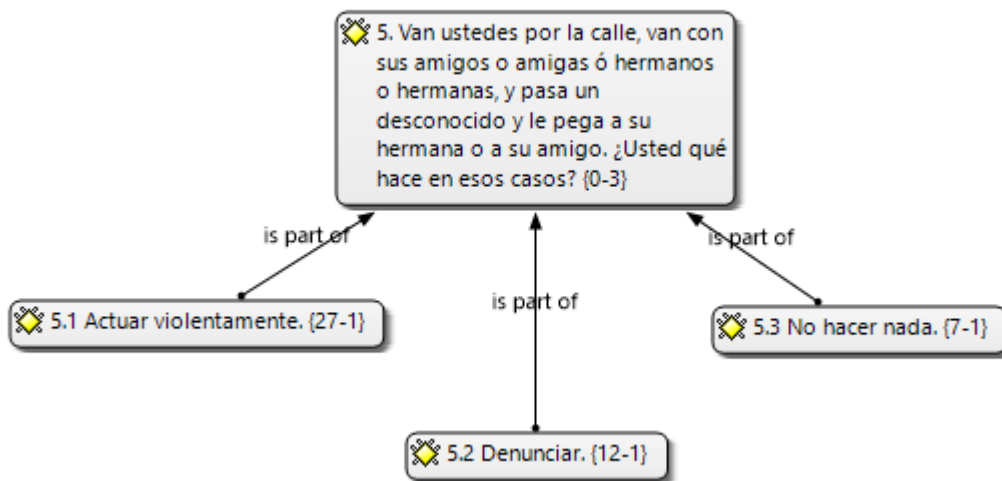 5. Van ustedes por la calle, van con
sus amigos o amigas ó hermanos
o hermanas, y pasa un
desconocido y le pega a su
hermana o a su amigo. ¿Usted qué
hace en esos casos? {0-3}
is part of
is part of
is part of
5.1 Actuar violentamente. {27-1}
5.3 No hacer nada. {7-1}
5.2 Denunciar. {12-1}